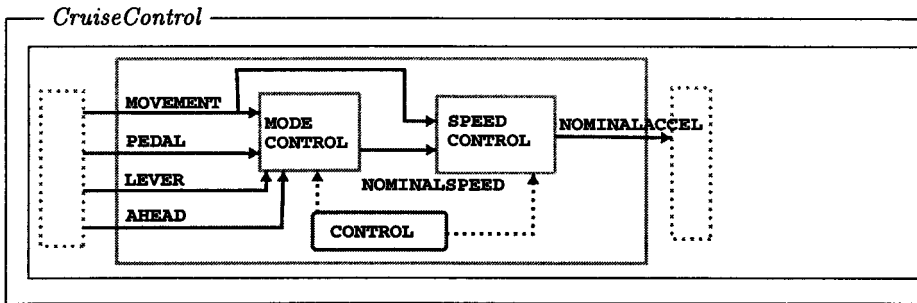 CruiseControl
MOVEMENT
MODE
CONTROL
SPEED
CONTROL
NOMINALACCEL
PEDAL
LEVER
NOMINALSPEED
AHEAD
CONTROL